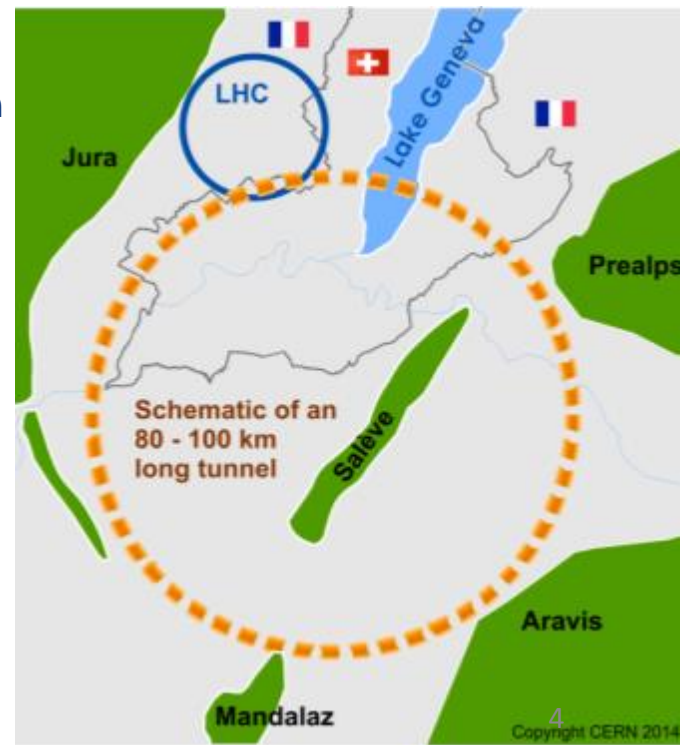 LHC
Lake Geneva
n
Jura
Prealps
Schematic of an
80 - 100 km
long tunnel
Salève
Aravis
Mandalaz
4
Copyright CERN 2014